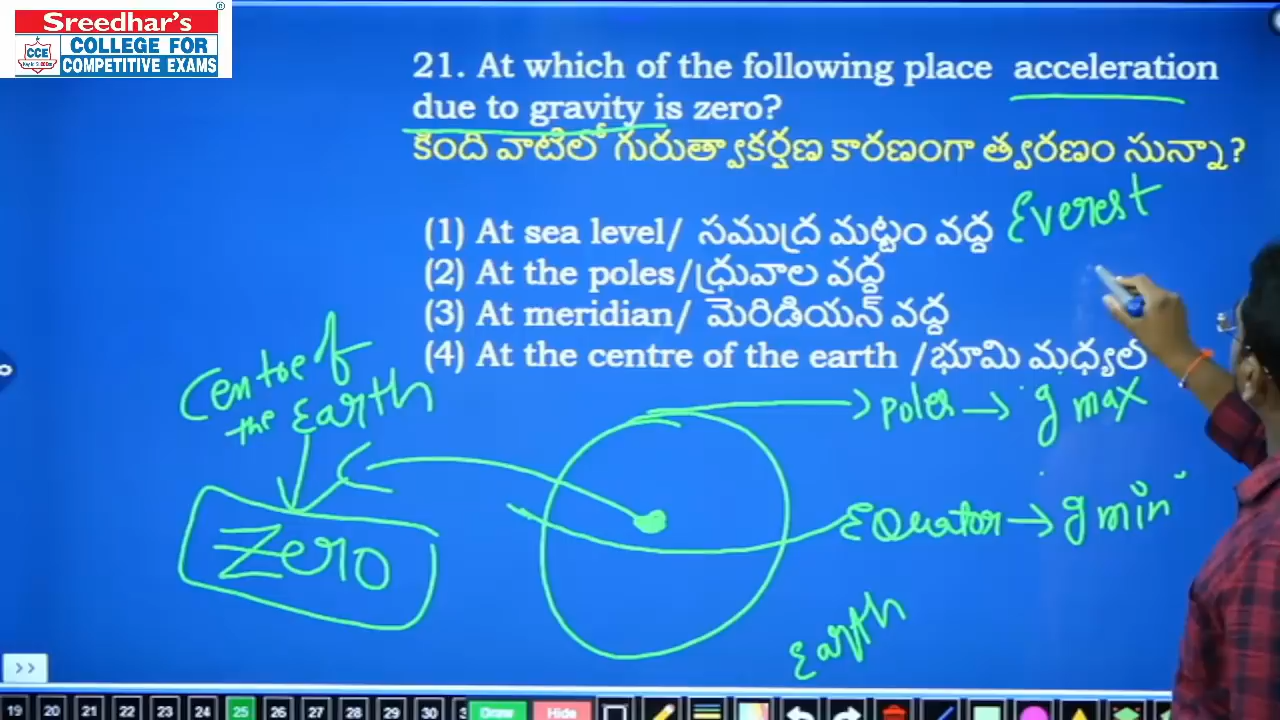 Sreedhar's
CCE
COLLEGE FOR
COMPETITIVE EXAMS
21. At which of the following place acceleration
due to gravity is zero?
కింది వాటిలో గురుత్వాకర్షణ కారణంగా త్వరణం సున్నా?
(1) At sea level/ సముద్ర మట్టం వద్ద Everest
(2) At the poles/ధ్రువాల వద్ద
(3) At meridian/ మెరిడియన్ వద్ద
(4) At the centre of the earth /భూమి మధ్యలో
Centre of
the Earth
poles → g max
Equator → g min
Zero
Earth
>>
19 20 21 22 23 24 25 26 27 28 29 30 Draw Hide